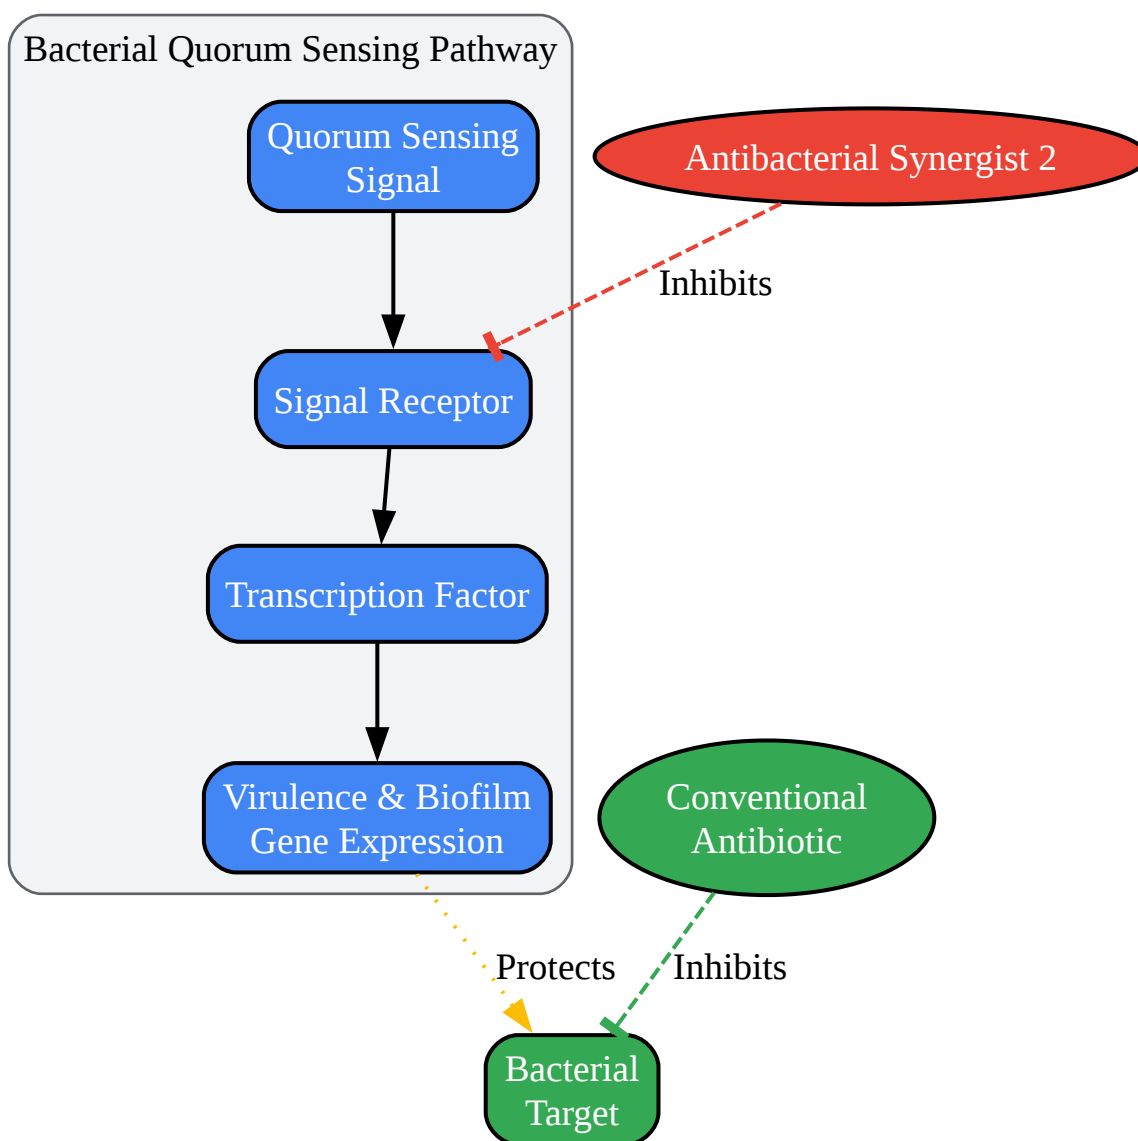 Bacterial Quorum Sensing Pathway
Quorum Sensing
Signal
Antibacterial Synergist 2
Inhibits
Signal Receptor
Transcription Factor
Virulence & Biofilm
Gene Expression
Conventional
Antibiotic
Protects
Inhibits
Bacterial
Target